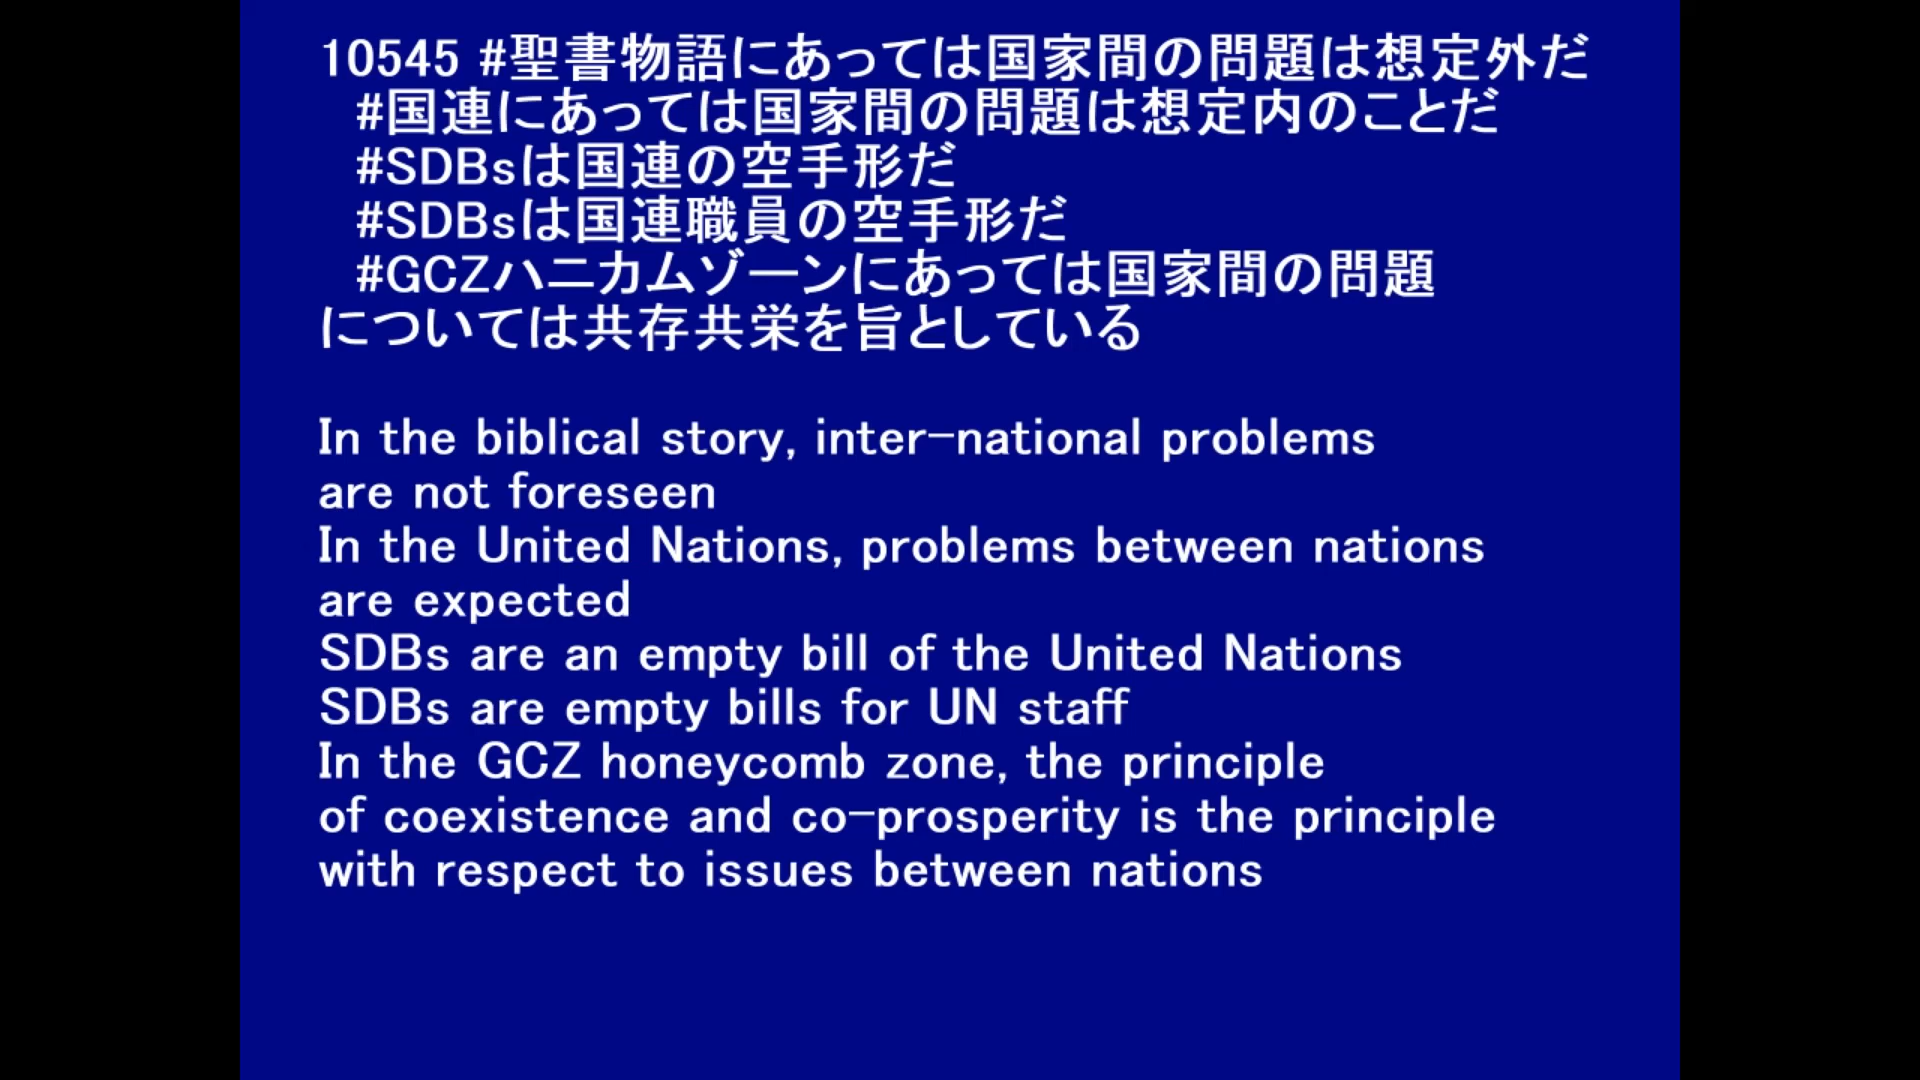 10545 #聖書物語にあっては国家間の問題は想定外だ
#国連にあっては国家間の問題は想定内のことだ
#SDBsは国連の空手形だ
#SDBsは国連職員の空手形だ
#GCZハニカムゾーンにあっては国家間の問題
については共存共栄を旨としている
In the biblical story, inter-national problems
are not foreseen
In the United Nations, problems between nations
are expected
SDBs are an empty bill of the United Nations
SDBs are empty bills for UN staff
In the GCZ honeycomb zone, the principle
of coexistence and co-prosperity is the principle
with respect to issues between nations